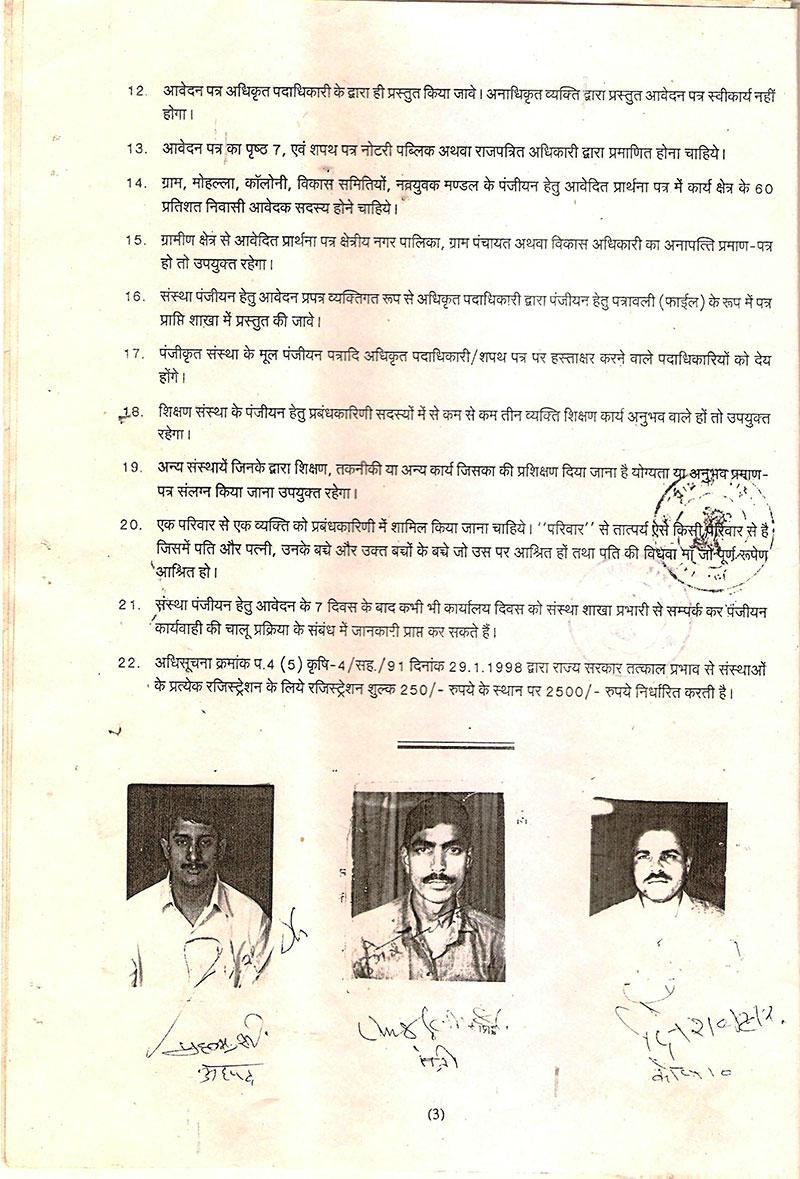 12. आवेदन पत्र अधिकृत पदाधिकारी के द्वारा ही प्रस्तुत किया जावे। अनाधिकृत व्यक्ति द्वारा प्रस्तुत आवेदन पत्र स्वीकार्य नहीं
होगा।
13. आवेदन पत्र का पृष्ठ 7, एवं शपथ पत्र नोटरी पब्लिक अथवा राजपत्रित अधिकारी द्वारा प्रमाणित होना चाहिये।
14. ग्राम, मोहल्ला, कॉलोनी, विकास समितियों, नवयुवक मण्डल के पंजीयन हेतु आवेदित प्रार्थना पत्र में कार्य क्षेत्र के 60
प्रतिशत निवासी आवेदक सदस्य होने चाहिये।
15. ग्रामीण क्षेत्र से आवेदित प्रार्थना पत्र क्षेत्रीय नगर पालिका, ग्राम पंचायत अथवा विकास अधिकारी का अनापत्ति प्रमाण-पत्र
हो तो उपयुक्त रहेगा।
16. संस्था पंजीयन हेतु आवेदन प्रपत्र व्यक्तिगत रूप से अधिकृत पदाधिकारी द्वारा पंजीयन हेतु पत्रावली (फाईल) के रूप में पत्र
प्राप्ति शाखा में प्रस्तुत की जावे।
17. पंजीकृत संस्था के मूल पंजीयन पत्रादि अधिकृत पदाधिकारी/शपथ पत्र पर हस्ताक्षर करने वाले पदाधिकारियों को देय
होंगे।
18. शिक्षण संस्था के पंजीयन हेतु प्रबंधकारिणी सदस्यों में से कम से कम तीन व्यक्ति शिक्षण कार्य अनुभव वाले हों तो उपयुक्त
रहेगा।
19. अन्य संस्थायें जिनके द्वारा शिक्षण, तकनीकी या अन्य कार्य जिसका की प्रशिक्षण दिया जाना है योग्यता या अनुभव प्रमाण-
पत्र संलग्न किया जाना उपयुक्त रहेगा।
20. एक परिवार से एक व्यक्ति को प्रबंधकारिणी में शामिल किया जाना चाहिये। ''परिवार'' से तात्पर्य ऐसे किसी परिवार से है
जिसमें पति और पत्नी, उनके बचे और उक्त बचों के बचे जो उस पर आश्रित हों तथा पति की विधवा माँ जो पूर्ण रूपेण
आश्रित हो।
21. संस्था पंजीयन हेतु आवेदन के 7 दिवस के बाद कभी भी कार्यालय दिवस को संस्था शाखा प्रभारी से सम्पर्क कर पंजीयन
कार्यवाही की चालू प्रक्रिया के संबंध में जानकारी प्राप्त कर सकते हैं।
22. अधिसूचना क्रमांक प.4 (5) कृषि-4/सह./91 दिनांक 29.1.1998 द्वारा राज्य सरकार तत्काल प्रभाव से संस्थाओं
के प्रत्येक रजिस्ट्रेशन के लिये रजिस्ट्रेशन शुल्क 250/- रुपये के स्थान पर 2500/- रुपये निर्धारित करती है।
मंत्री
(3)